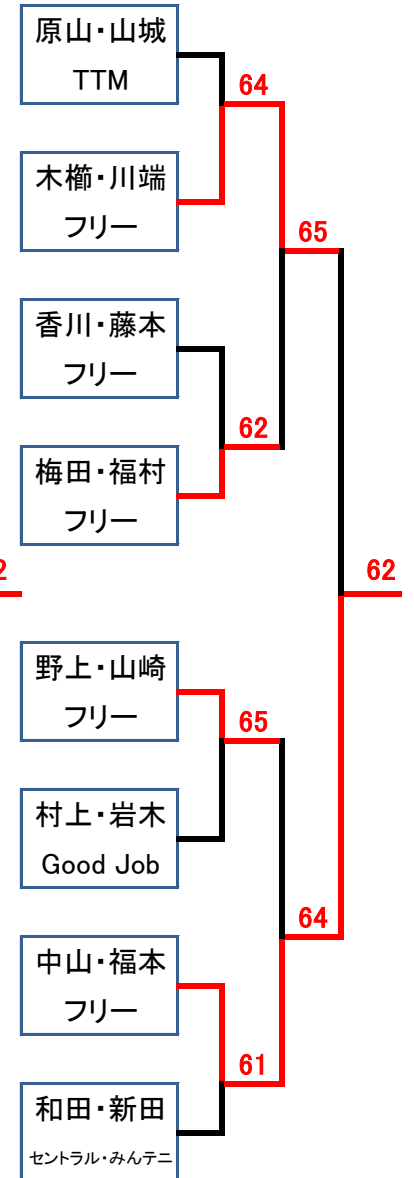 原山・山城
TTM
64
木櫛・川端
フリー
65
香川・藤本
フリー
62
梅田・福村
フリー
2
62
野上・山崎
フリー
65
村上・岩木
Good Job
64
中山・福本
フリー
61
和田・新田
セントラル・みんテニ